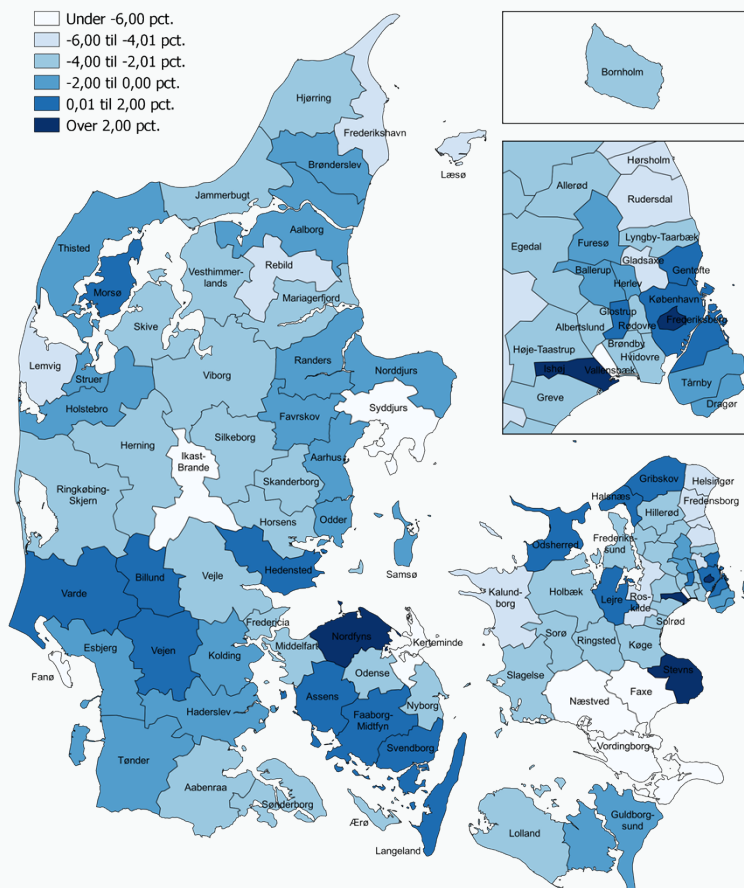 Under -6,00 pct.
-6,00 til -4,01 pct.
-4,00 til -2,01 pct.
-2,00 til 0,00 pct.
0,01 til 2,00 pct.
Over 2,00 pct.
Bornholm
Hjørring
Frederikshavn
Læsø
Brønderslev
Jammerbugt
Thisted
Aalborg
Vesthimmer-
lands
Rebild
Morsø
Mariagerfjord
Skive
Lemvig
Viborg
Randers
Norddjurs
Struer
Holstebro
Favrskov
Syddjurs
Herning
Silkeborg
Ikast-
Brande
Aarhus
Skanderborg
Ringkøbing-
Skjern
Horsens
Odder
Samsø
Hedensted
Billund
Vejle
Varde
Fredericia
Middelfart
Nordfyns
Kerteminde
Esbjerg
Vejen
Kolding
Fanø
Odense
Assens
Nyborg
Haderslev
Faaborg-
Midtfyn
Svendborg
Tønder
Aabenraa
Sønderborg
Ærø
Langeland
Hørsholm
Allerød
Rudersdal
Egedal
Furesø
Lyngby-Taarbæk
Gladsaxe
Ballerup
Gentofte
Herlev
København
Glostrup
Frederiksberg
Albertslund
Rødovre
Brøndby
Høje-Taastrup
Hvidovre
Ishøj
Vallensbæk
Tårnby
Greve
Dragør
Gribskov
Helsingør
Halsnæs
Fredensborg
Hillerød
Odsherred
Frederiks-
sund
Kalund-
borg
Holbæk
Lejre
Ros-
kilde
Solrød
Sorø
Ringsted
Køge
Slagelse
Stevns
Næstved
Faxe
Vordingborg
Guldborg-
sund
Lolland